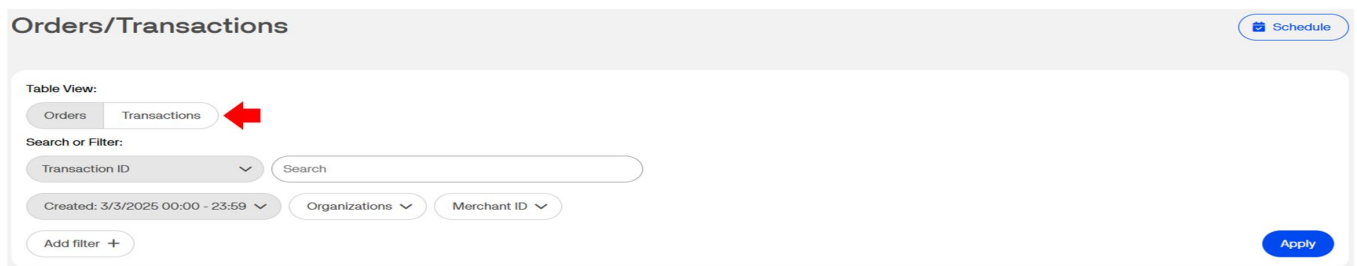 Orders/Transactions
Schedule
Table View:
Orders Transactions
Search or Filter:
Transaction ID Search
Created: 3/3/2025 00:00 - 23:59 Organizations Merchant ID
Add filter + Apply